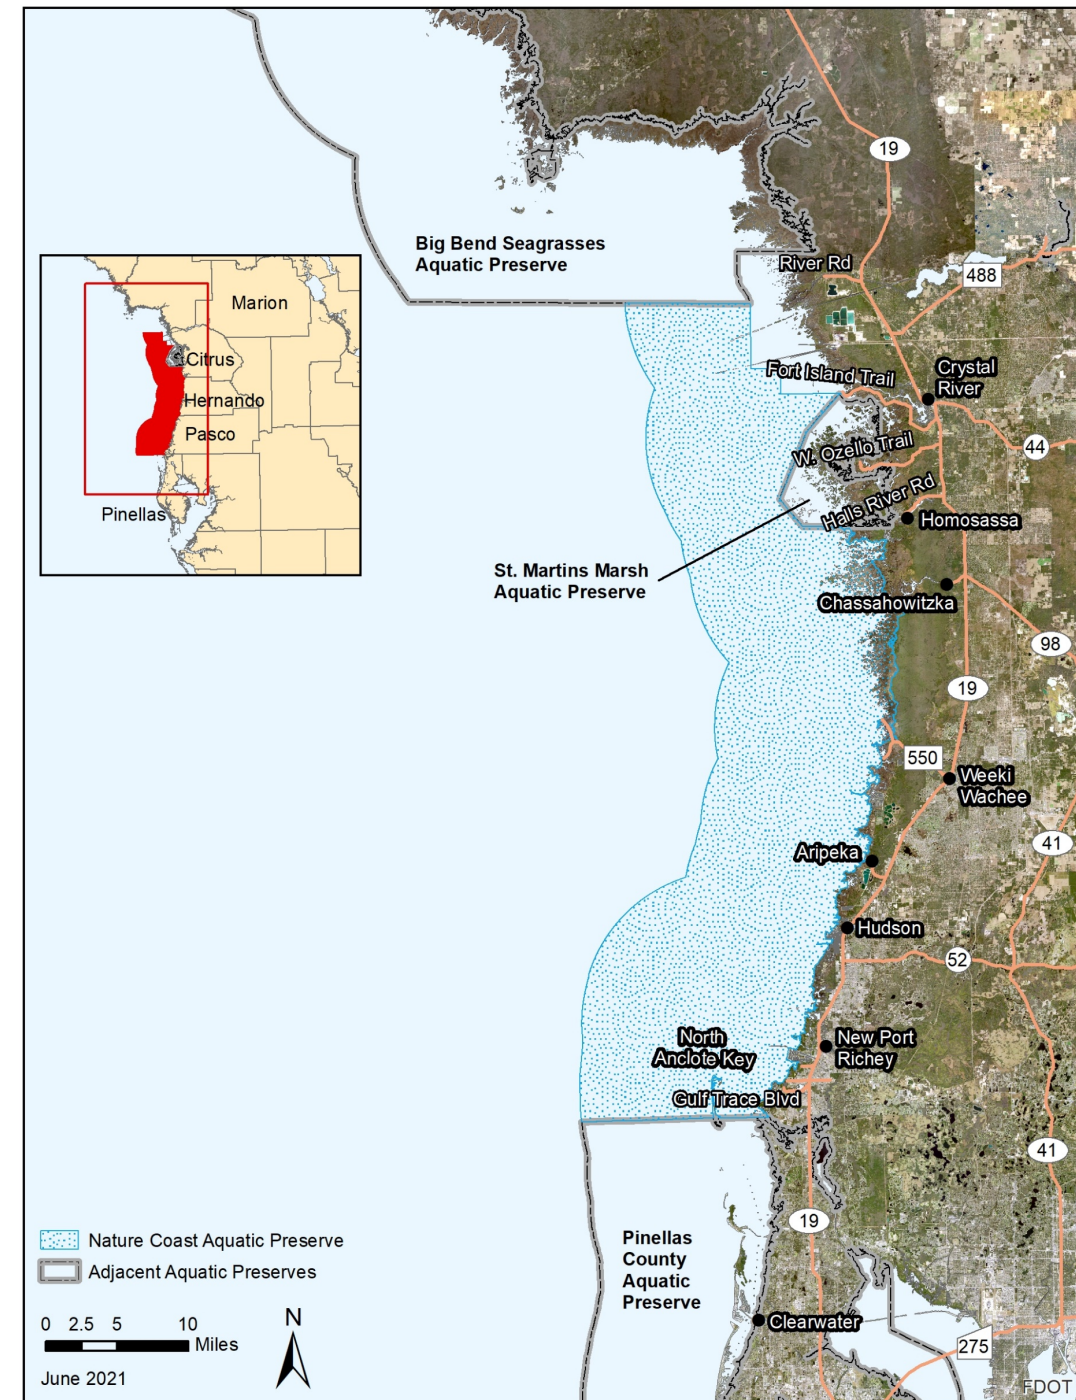 19
Big Bend Seagrasses
Aquatic Preserve
River Rd
488
Marion
Citrus
Hernando
Pasco
Pinellas
Fort Island Trail
Crystal
River
W. Ozello Trail
44
Halls River Rd
Homosassa
St. Martins Marsh
Aquatic Preserve
Chassahowitzka
98
19
550
Weeki
Wachee
41
Aripeka
Hudson
52
North
Anclote Key
New Port
Richey
Gulf Trace Blvd
41
19
Pinellas
County
Aquatic
Preserve
Clearwater
275
Nature Coast Aquatic Preserve
Adjacent Aquatic Preserves
0 2.5 5 10
Miles
N
June 2021
FDOT